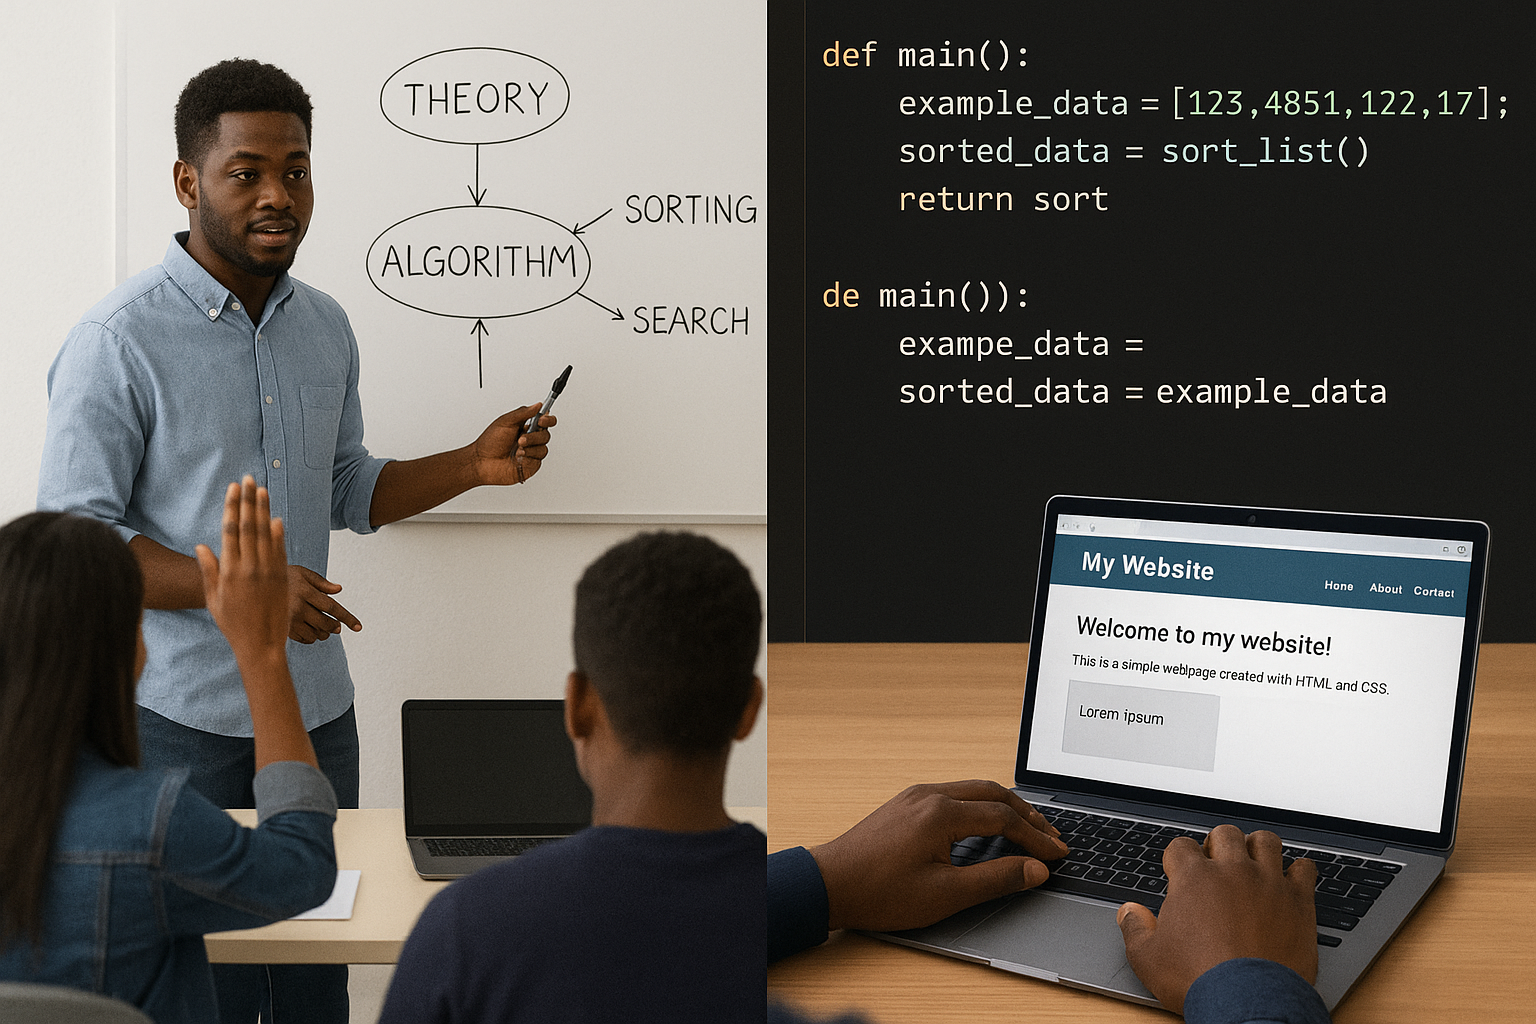 THEORY
ALGORITHM
SORTING
SEARCH
def main():
example_data = [123,4851,122,17];
sorted_data = sort_list()
return sort
de main()):
exampe_data =
sorted_data = example_data
My Website
Home About Cortact
Welcome to my website!
This is a simple weblpage created with HTML and CSS.
Lorem ipsum